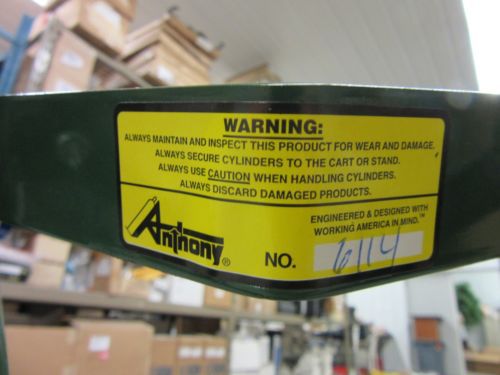 WARNING:
ALWAYS MAINTAIN AND INSPECT THIS PRODUCT FOR WEAR AND DAMAGE.
ALWAYS SECURE CYLINDERS TO THE CART OR STAND.
ALWAYS USE CAUTION WHEN HANDLING CYLINDERS.
ALWAYS DISCARD DAMAGED PRODUCTS.
ENGINEERED & DESIGNED WITH
WORKING AMERICA IN MIND.™
Anthony®
NO. 6114